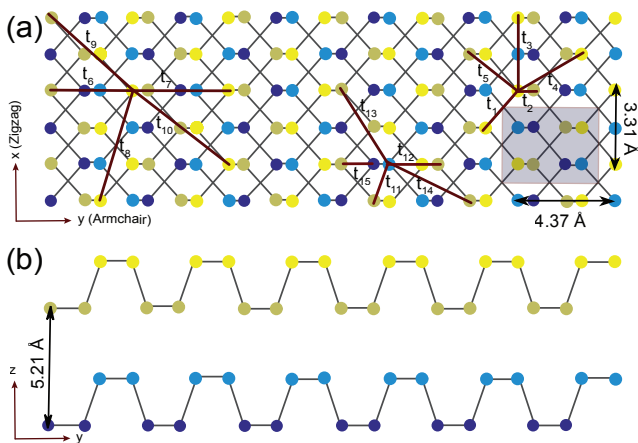 (a)
t₉
t₃
t₆
t₇
t₅
t₄
t₁
t₂
t₁₃
t₁₀
t₈
t₁₂
t₁₅
t₁₁
t₁₄
3.31 Å
4.37 Å
x (Zigzag)
y (Armchair)
(b)
5.21 Å
z
y